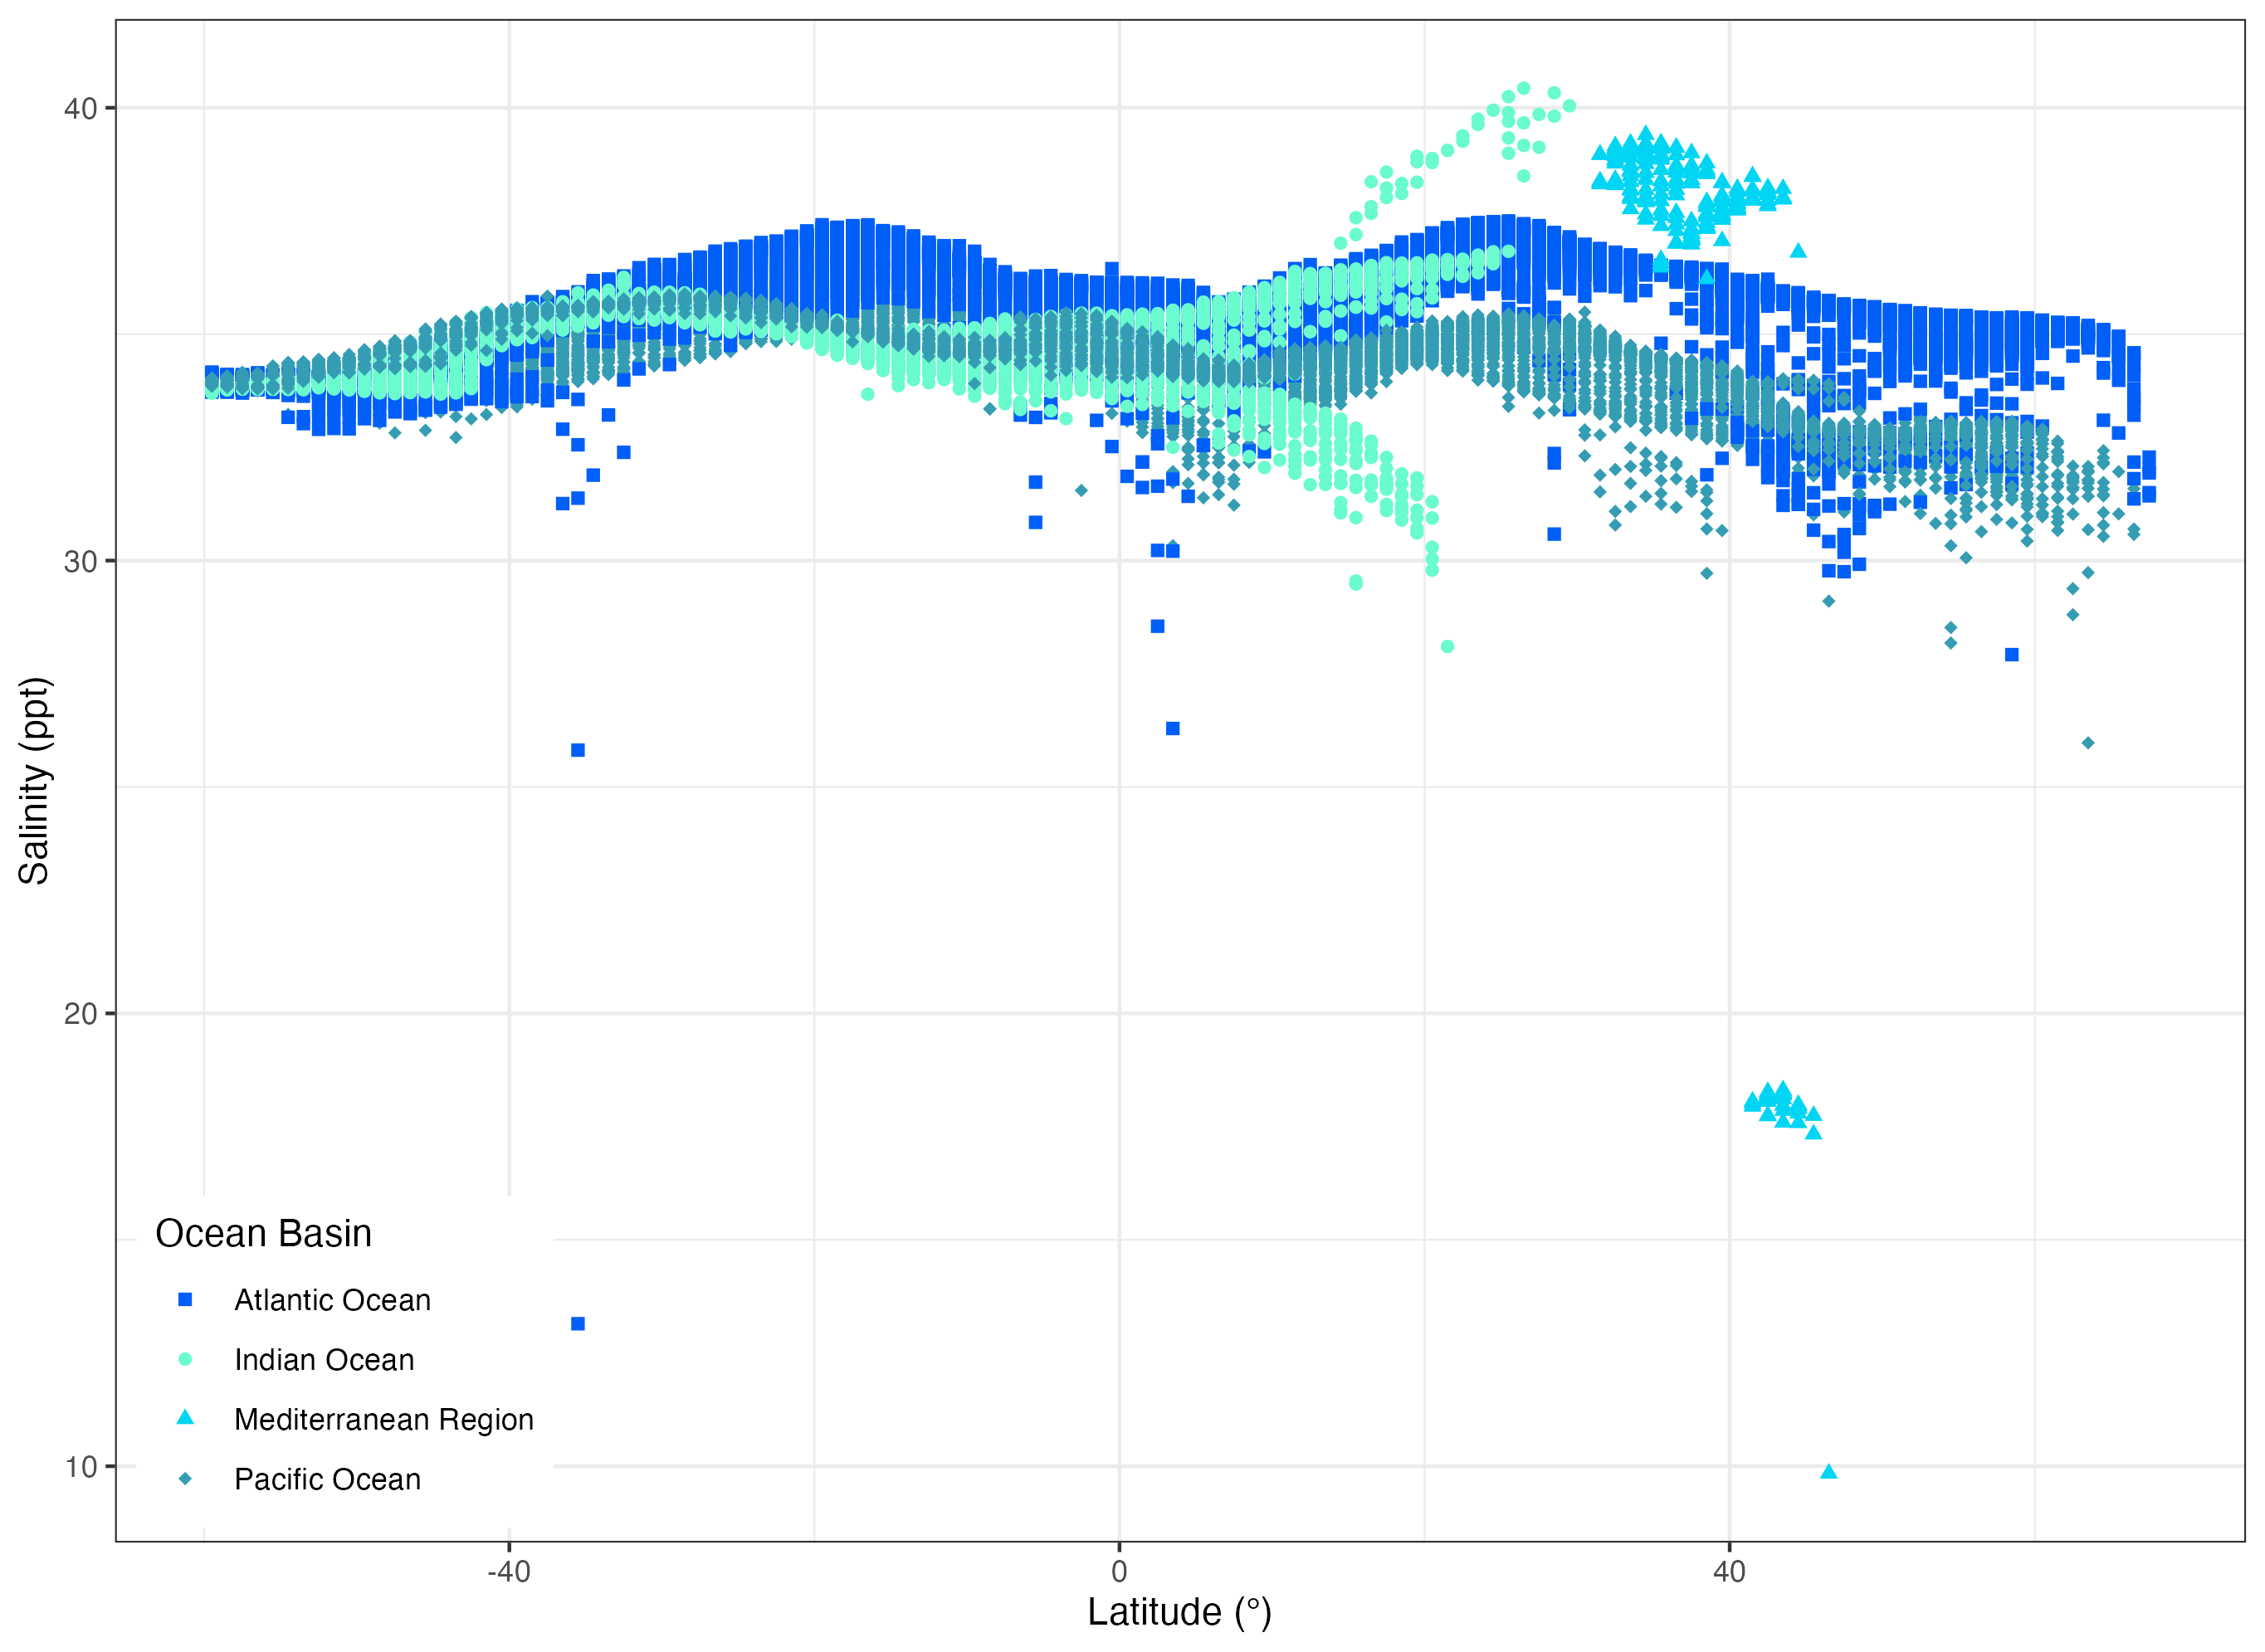 40
30
20
10
Salinity (ppt)
Ocean Basin
Atlantic Ocean
Indian Ocean
Mediterranean Region
Pacific Ocean
-40
0
40
Latitude (°)